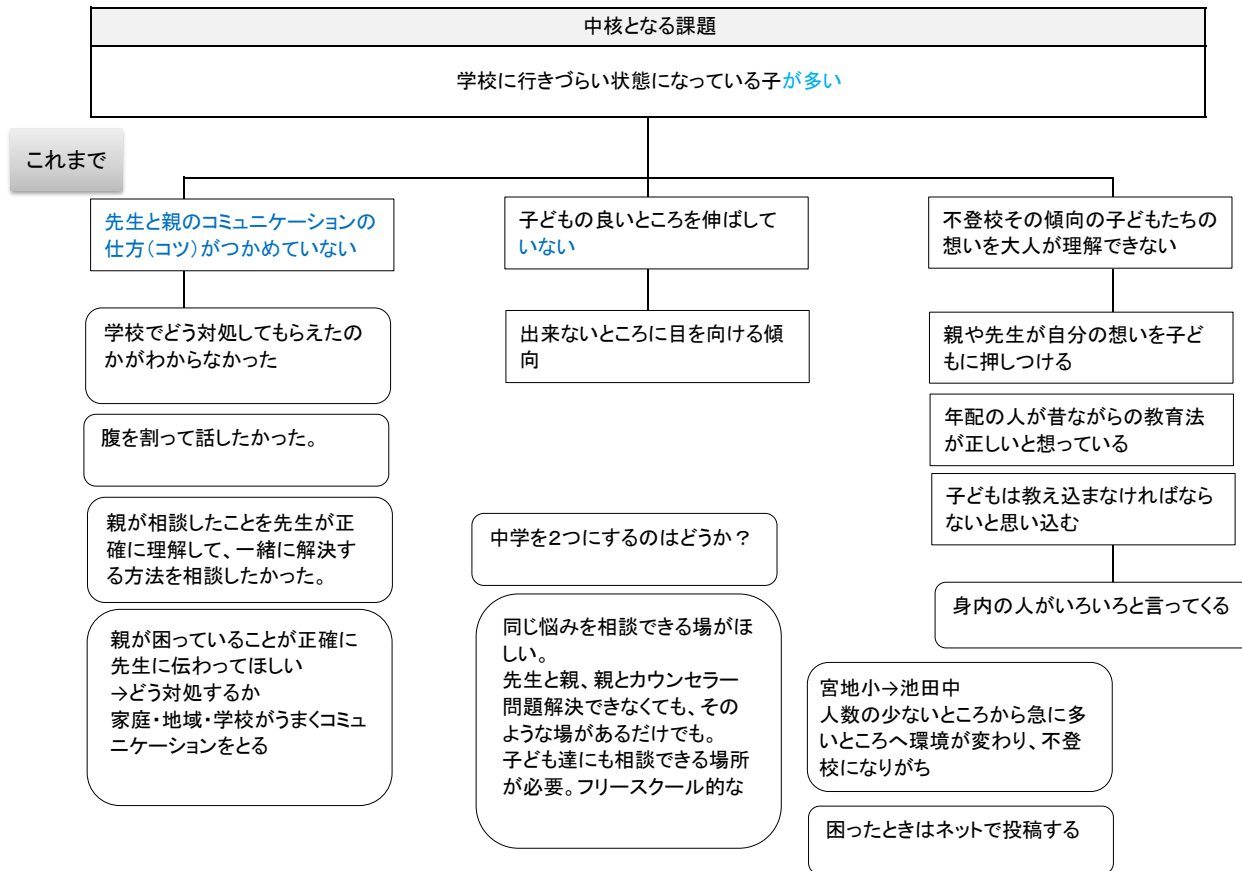 中核となる課題
学校に行きづらい状態になっている子が多い
これまで
先生と親のコミュニケーションの
仕方(コツ)がつかめていない
学校でどう対処してもらえたの
かがわからなかった
腹を割って話したかった。
親が相談したことを先生が正
確に理解して、一緒に解決す
る方法を相談したかった。
親が困っていることが正確に
先生に伝わってほしい
→どう対処するか
家庭・地域・学校がうまくコミュ
ニケーションをとる
子どもの良いところを伸ばして
いない
出来ないところに目を向ける傾
向
中学を2つにするのはどうか？
同じ悩みを相談できる場がほ
しい。
先生と親、親とカウンセラー
問題解決できなくても、その
ような場があるだけでも。
子ども達にも相談できる場所
が必要。フリースクール的な
不登校その傾向の子どもたちの
想いを大人が理解できない
親や先生が自分の想いを子ど
もに押しつける
年配の人が昔ながらの教育法
が正しいと想っている
子どもは教え込まなければなら
ないと思い込む
身内の人がいろいろと言ってくる
宮地小→池田中
人数の少ないところから急に多
いところへ環境が変わり、不登
校になりがち
困ったときはネットで投稿する